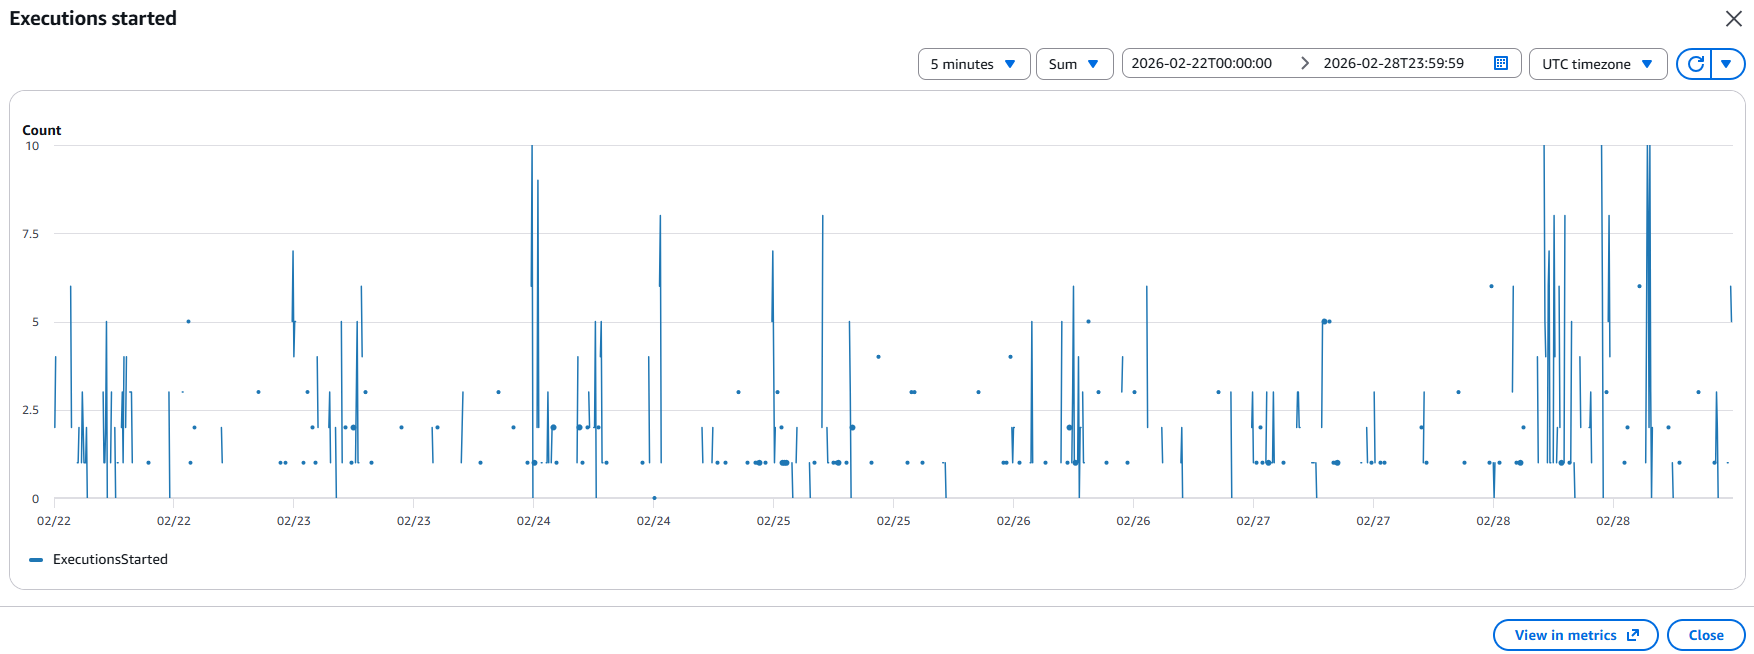 Executions started
5 minutes
Sum
2026-02-22T00:00:00
2026-02-28T23:59:59
UTC timezone
Count
10
7.5
5
2.5
0
02/22
02/22
02/23
02/23
02/24
02/24
02/25
02/25
02/26
02/26
02/27
02/27
02/28
02/28
ExecutionsStarted
View in metrics
Close